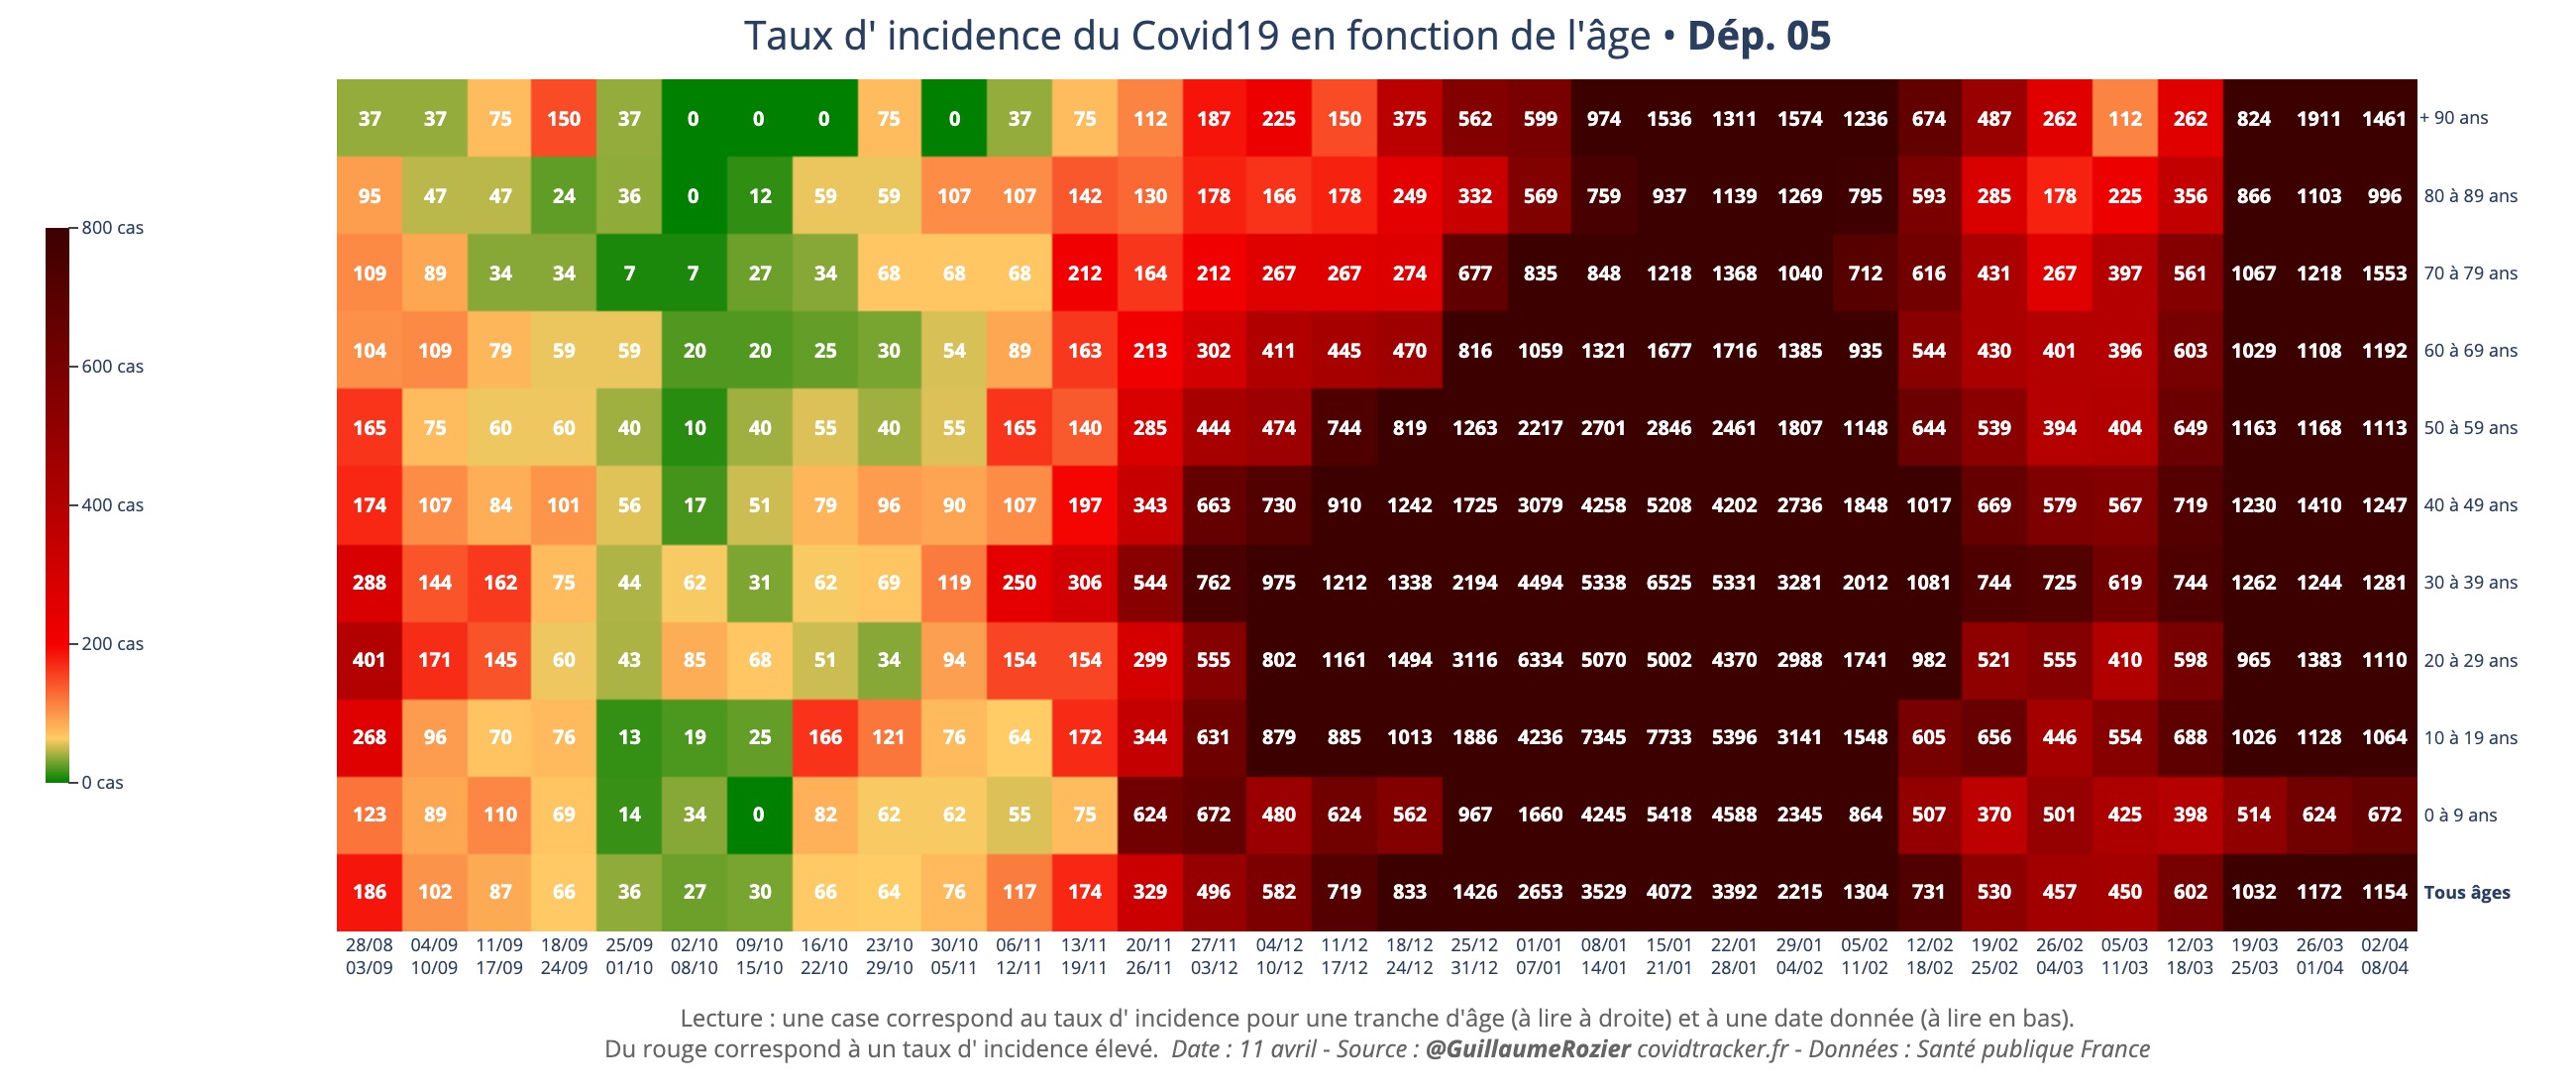 Taux d' incidence du Covid19 en fonction de l'âge • Dép. 05
800 cas
600 cas
400 cas
200 cas
0 cas
37 37 75 150 37 0 0 0 75 0 37 75 112 187 225 150 375 562 599 974 1536 1311 1574 1236 674 487 262 112 262 824 1911 1461 + 90 ans
95 47 47 24 36 0 12 59 59 107 107 142 130 178 166 178 249 332 569 759 937 1139 1269 795 593 285 178 225 356 866 1103 996 80 à 89 ans
109 89 34 34 7 7 27 34 68 68 68 212 164 212 267 267 274 677 835 848 1218 1368 1040 712 616 431 267 397 561 1067 1218 1553 70 à 79 ans
104 109 79 59 59 20 20 25 30 54 89 163 213 302 411 445 470 816 1059 1321 1677 1716 1385 935 544 430 401 396 603 1029 1108 1192 60 à 69 ans
165 75 60 60 40 10 40 55 40 55 165 140 285 444 474 744 819 1263 2217 2701 2846 2461 1807 1148 644 539 394 404 649 1163 1168 1113 50 à 59 ans
174 107 84 101 56 17 51 79 96 90 107 197 343 663 730 910 1242 1725 3079 4258 5208 4202 2736 1848 1017 669 579 567 719 1230 1410 1247 40 à 49 ans
288 144 162 75 44 62 31 62 69 119 250 306 544 762 975 1212 1338 2194 4494 5338 6525 5331 3281 2012 1081 744 725 619 744 1262 1244 1281 30 à 39 ans
401 171 145 60 43 85 68 51 34 94 154 154 299 555 802 1161 1494 3116 6334 5070 5002 4370 2988 1741 982 521 555 410 598 965 1383 1110 20 à 29 ans
268 96 70 76 13 19 25 166 121 76 64 172 344 631 879 885 1013 1886 4236 7345 7733 5396 3141 1548 605 656 446 554 688 1026 1128 1064 10 à 19 ans
123 89 110 69 14 34 0 82 62 62 55 75 624 672 480 624 562 967 1660 4245 5418 4588 2345 864 507 370 501 425 398 514 624 672 0 à 9 ans
186 102 87 66 36 27 30 66 64 76 117 174 329 496 582 719 833 1426 2653 3529 4072 3392 2215 1304 731 530 457 450 602 1032 1172 1154 Tous âges
28/08 04/09 11/09 18/09 25/09 02/10 09/10 16/10 23/10 30/10 06/11 13/11 20/11 27/11 04/12 11/12 18/12 25/12 01/01 08/01 15/01 22/01 29/01 05/02 12/02 19/02 26/02 05/03 12/03 19/03 26/03 02/04
03/09 10/09 17/09 24/09 01/10 08/10 15/10 22/10 29/10 05/11 12/11 19/11 26/11 03/12 10/12 17/12 24/12 31/12 07/01 14/01 21/01 28/01 04/02 11/02 18/02 25/02 04/03 11/03 18/03 25/03 01/04 08/04
Lecture : une case correspond au taux d' incidence pour une tranche d'âge (à lire à droite) et à une date donnée (à lire en bas).
Du rouge correspond à un taux d' incidence élevé. Date : 11 avril - Source : @GuillaumeRozier covidtracker.fr - Données : Santé publique France